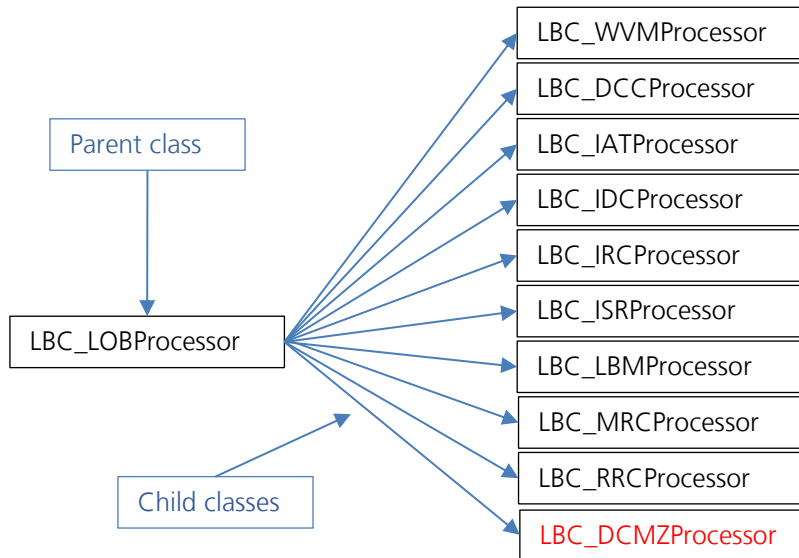 LBC_WVMProcessor
LBC_DCCProcessor
Parent class
LBC_IATProcessor
LBC_IDCProcessor
LBC_IRCProcessor
LBC_LOBProcessor
LBC_ISRProcessor
LBC_LBMProcessor
LBC_MRCProcessor
LBC_RRCProcessor
Child classes
LBC_DCMZProcessor